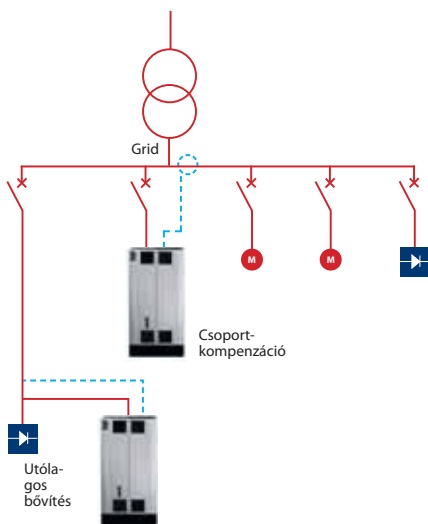 Grid
M
M
Csoport-
kompenzáció
Utóla-
gos
bővítés